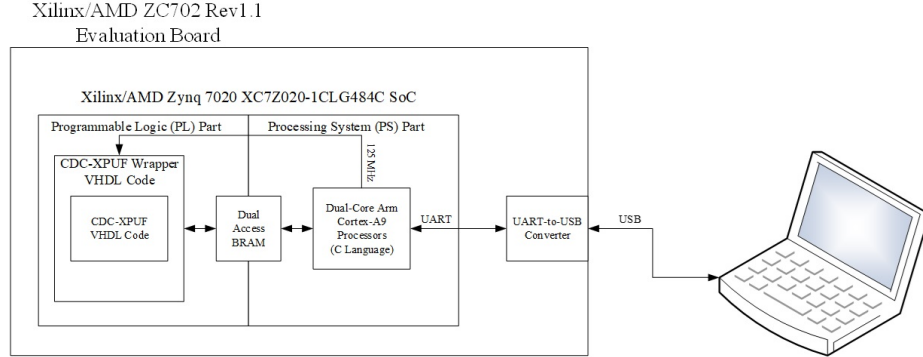 Xilinx/AMD ZC702 Rev1.1
Evaluation Board
Xilinx/AMD Zynq 7020 XC7Z020-1CLG484C SoC
Programmable Logic (PL) Part
Processing System (PS) Part
CDC-XPUF Wrapper
VHDL Code
CDC-XPUF
VHDL Code
Dual
Access
BRAM
125 MHz
Dual-Core Arm
Cortex-A9
Processors
(C Language)
UART
UART-to-USB
Converter
USB